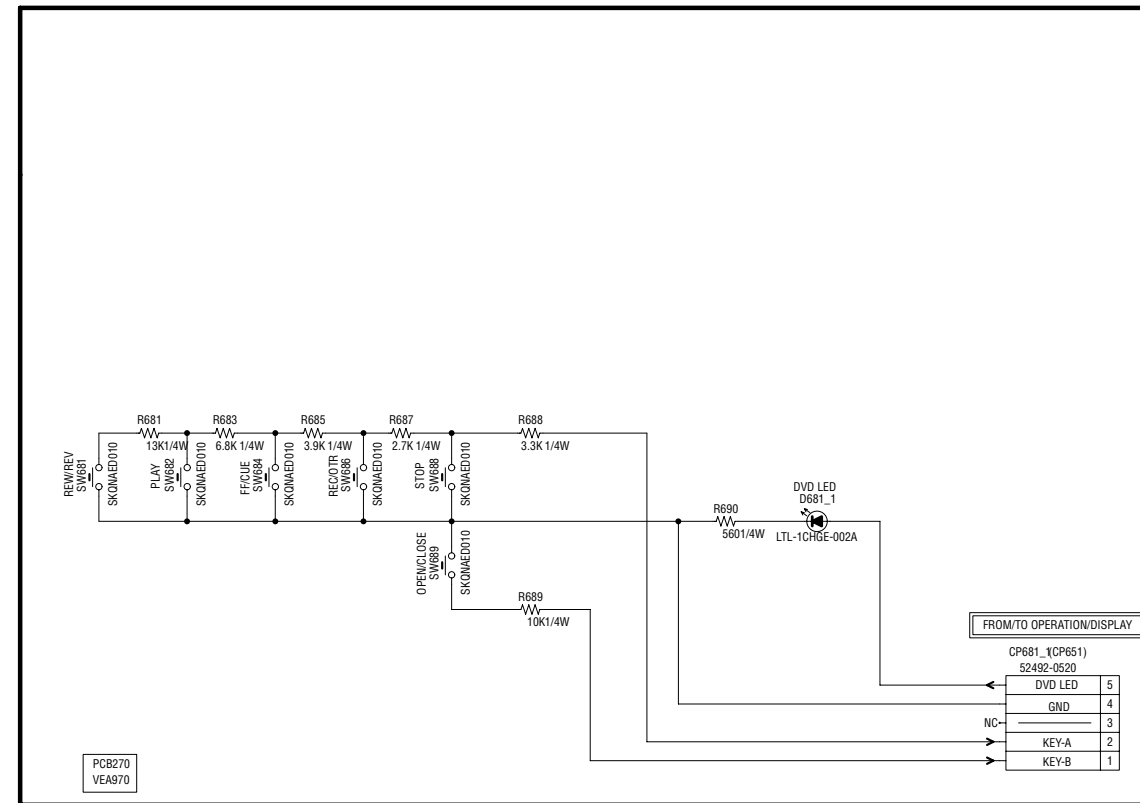 R681
13K1/4W
R683
6.8K 1/4W
R685
3.9K 1/4W
R687
2.7K 1/4W
R688
3.3K 1/4W
REW/REV
SW681
SKQNAED010
PLAY
SW682
SKQNAED010
FF/CUE
SW684
SKQNAED010
REC/OTR
SW686
SKQNAED010
STOP
SW688
SKQNAED010
OPEN/CLOSE
SW689
SKQNAED010
R689
10K1/4W
R690
5601/4W
DVD LED
D681_1
LTL-1CHGE-002A
FROM/TO OPERATION/DISPLAY
CP681_1(CP651)
52492-0520
DVD LED 5
GND 4
NC 3
KEY-A 2
KEY-B 1
PCB270
VEA970